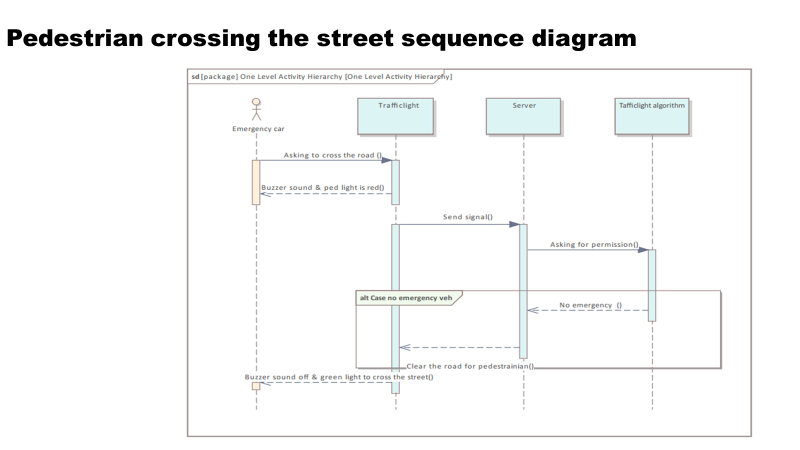 Pedestrian crossing the street sequence diagram
sd [package] One Level Activity Hierarchy [One Level Activity Hierarchy]
Emergency car
Trafficlight
Server
Tafficlight algorithm
Asking to cross the road ()
Buzzer sound & ped light is red()
Send signal()
Asking for permission()
alt Case no emergency veh
No emergency ()
Clear the road for pedestrainian()
Buzzer sound off & green light to cross the street()